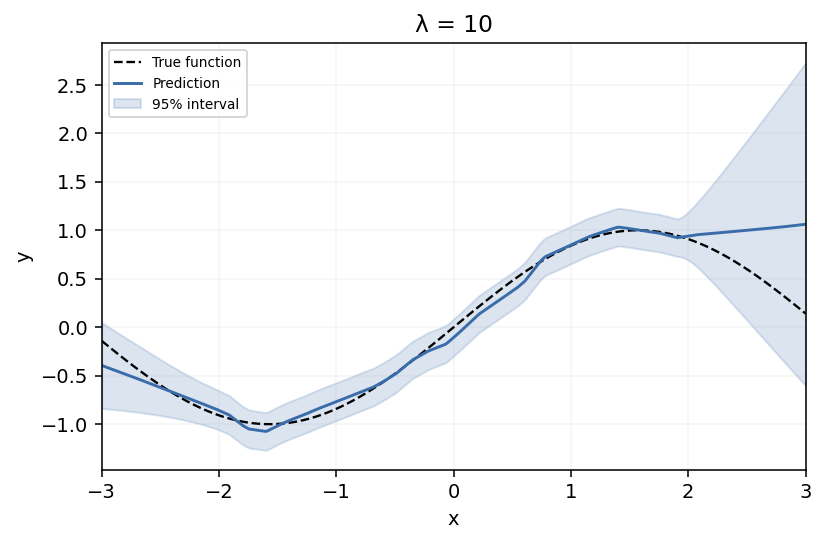 λ = 10
True function
Prediction
95% interval
y
2.5
2.0
1.5
1.0
0.5
0.0
−0.5
−1.0
−3 −2 −1 0 1 2 3
x